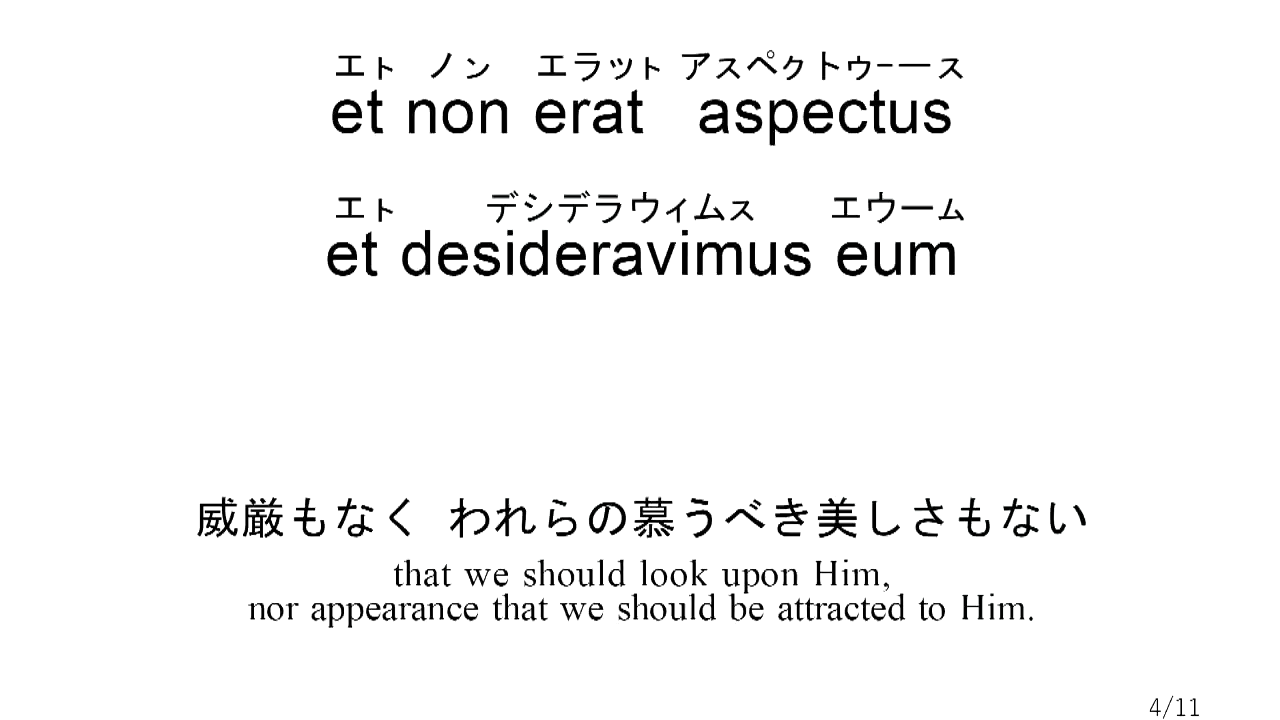 エト ノン エラット アスペクトゥーース
et non erat aspectus
エト デシデラウィムス エウーム
et desideravimus eum
威厳もなく われらの慕うべき美しさもない
that we should look upon Him,
nor appearance that we should be attracted to Him.
4/11